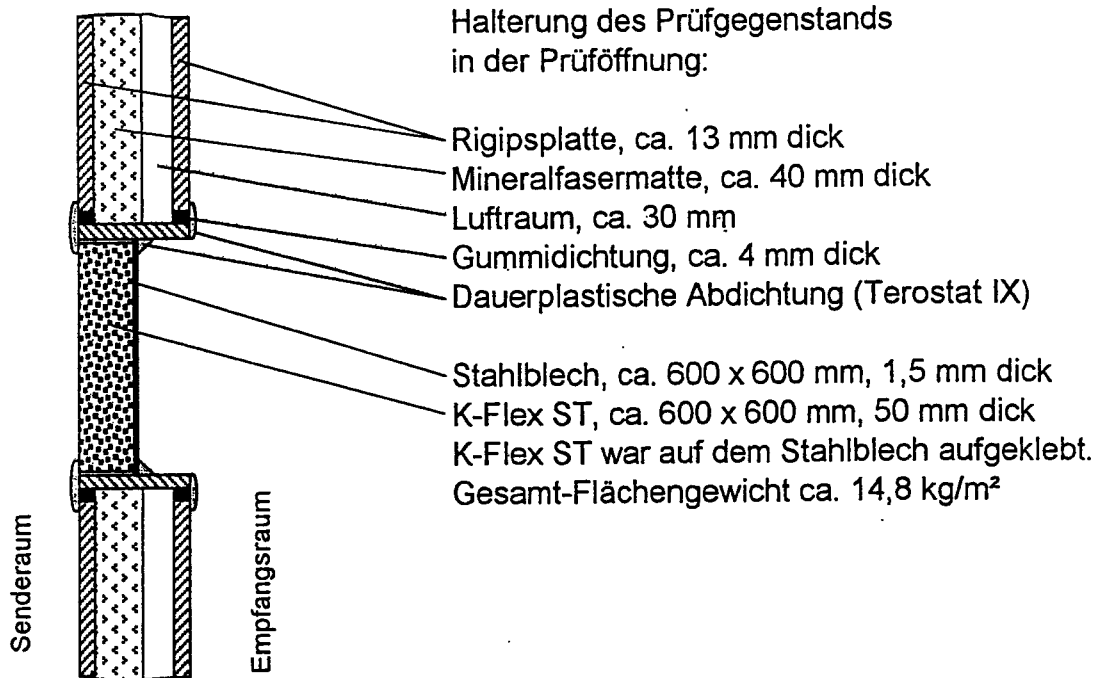 Halterung des Prüfgegenstands
in der Prüföffnung:
Rigipsplatte, ca. 13 mm dick
Mineralfasermatte, ca. 40 mm dick
Luftraum, ca. 30 mm
Gummidichtung, ca. 4 mm dick
Dauerplastische Abdichtung (Terostat IX)
Stahlblech, ca. 600 x 600 mm, 1,5 mm dick
K-Flex ST, ca. 600 x 600 mm, 50 mm dick
K-Flex ST war auf dem Stahlblech aufgeklebt.
Gesamt-Flächengewicht ca. 14,8 kg/m²
Senderaum
Empfangsraum